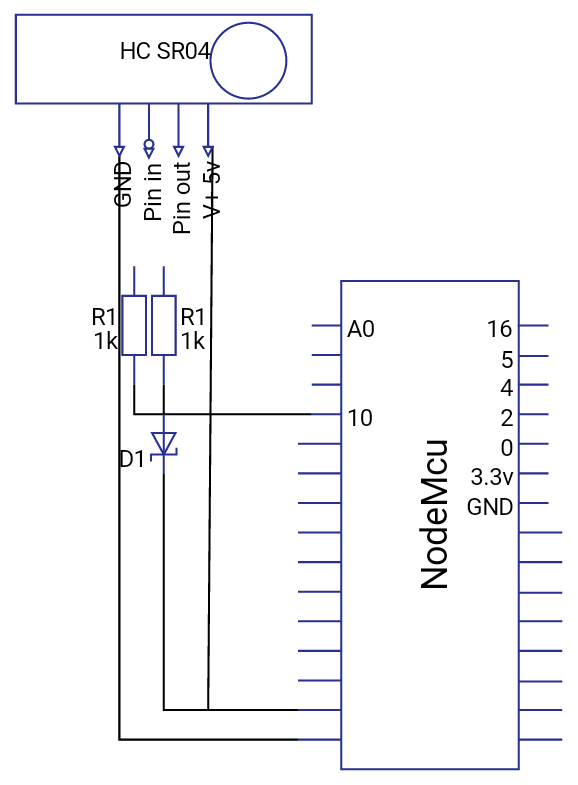 HC SR04
GND
Pin in
Pin out
V+ 5v
R1
1k
R1
1k
D1
A0
10
16
5
4
2
0
3.3v
GND
NodeMcu